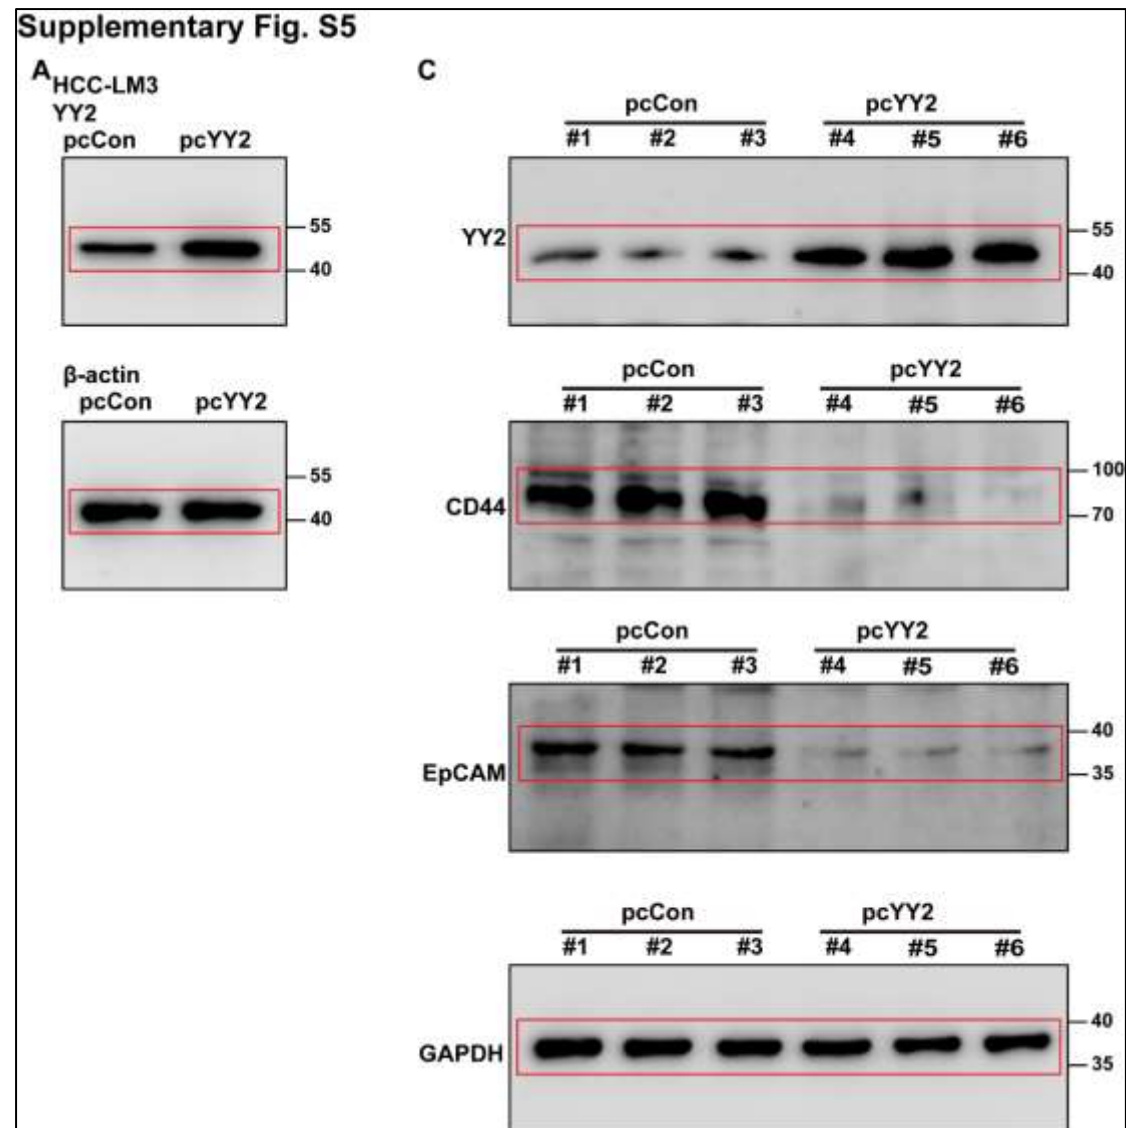 Supplementary Fig. S5
A
HCC-LM3
YY2
pcCon pcYY2
55
40
β-actin
pcCon pcYY2
55
40
C
pcCon pcYY2
#1 #2 #3 #4 #5 #6
YY2
55
40
pcCon pcYY2
#1 #2 #3 #4 #5 #6
CD44
100
70
pcCon pcYY2
#1 #2 #3 #4 #5 #6
EpCAM
40
35
pcCon pcYY2
#1 #2 #3 #4 #5 #6
GAPDH
40
35